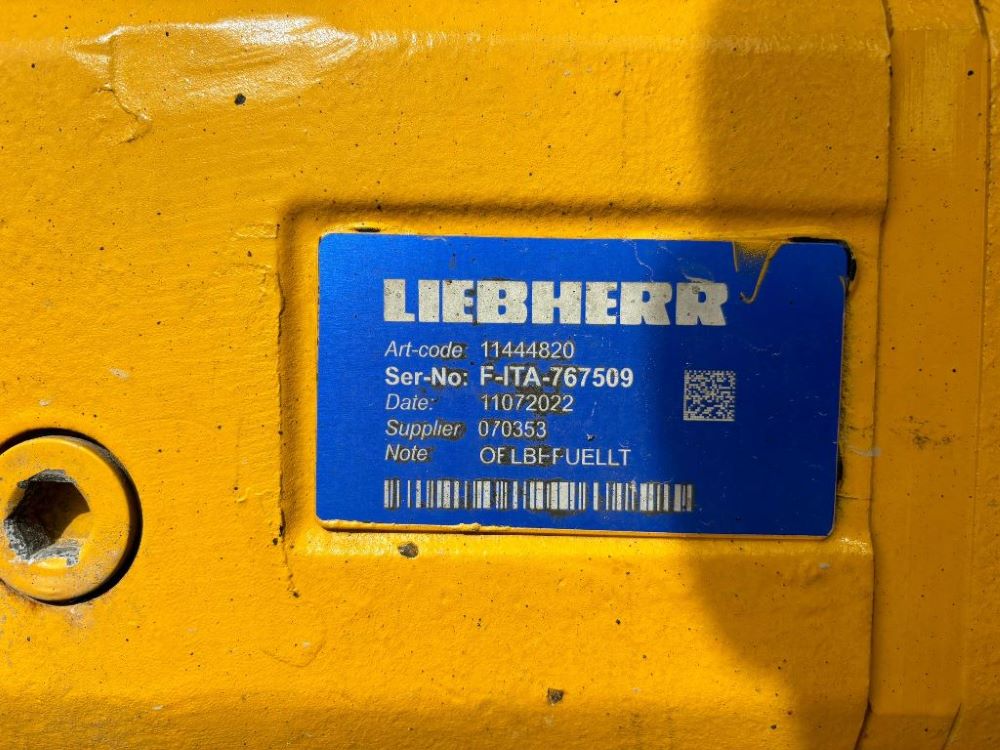 LIEBHERR
Art-code: 11444820
Ser-No: F-ITA-767509
Date: 11072022
Supplier: 070353
Note: OELBEFUELLT